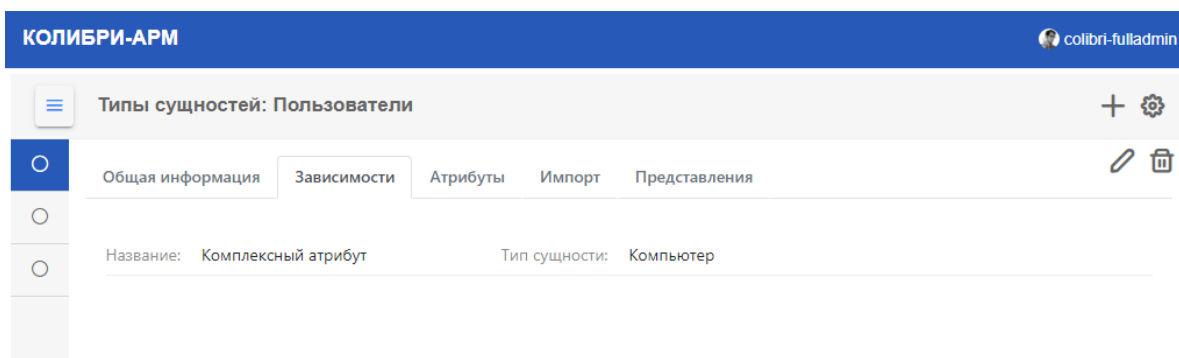 КОЛИБРИ-АРМ colibri-fulladmin
Типы сущностей: Пользователи
Общая информация Зависимости Атрибуты Импорт Представления
Название: Комплексный атрибут Тип сущности: Компьютер